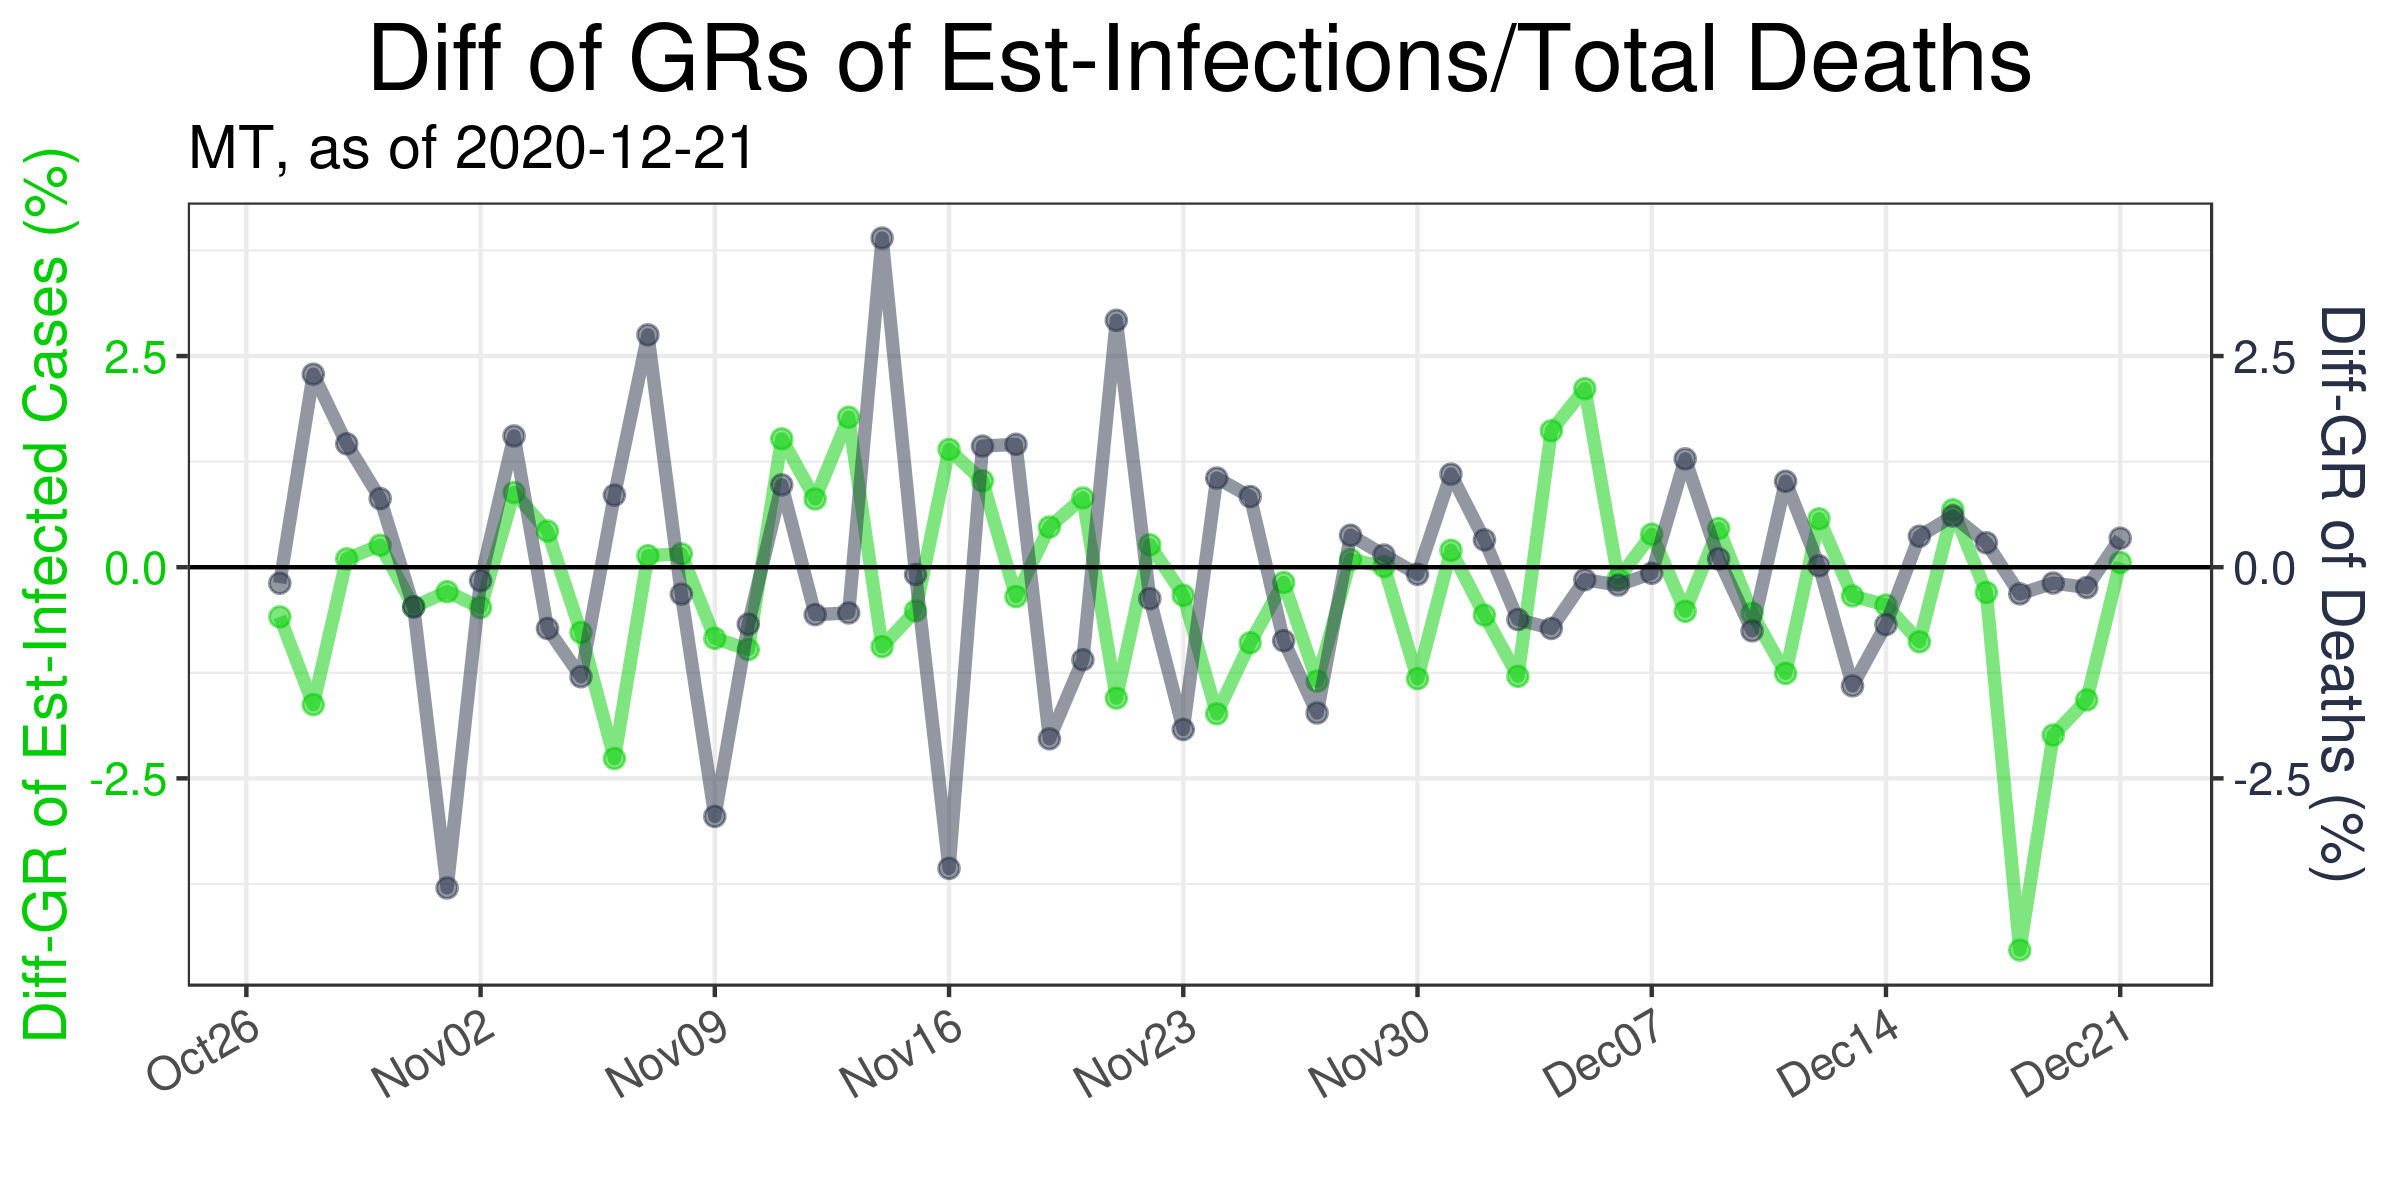 Diff of GRs of Est-Infections/Total Deaths
MT, as of 2020-12-21
Diff-GR of Est-Infected Cases (%)
2.5
0.0
-2.5
2.5
0.0
-2.5
Diff-GR of Deaths (%)
Oct26
Nov02
Nov09
Nov16
Nov23
Nov30
Dec07
Dec14
Dec21